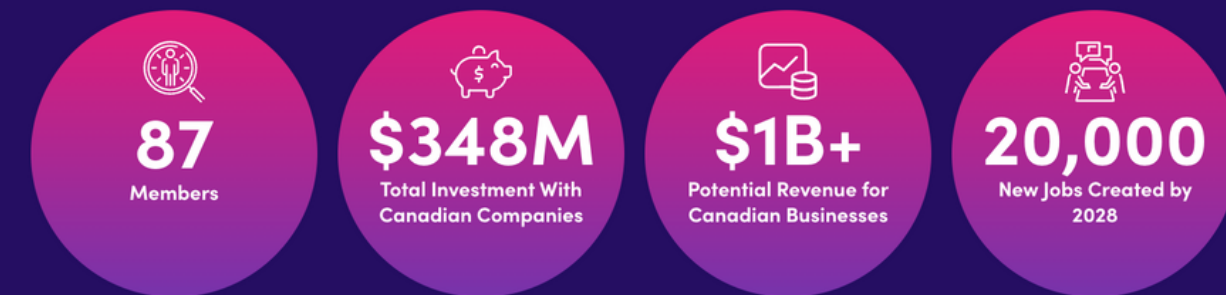 87
Members
$348M
Total Investment With
Canadian Companies
$1B+
Potential Revenue for
Canadian Businesses
20,000
New Jobs Created by
2028